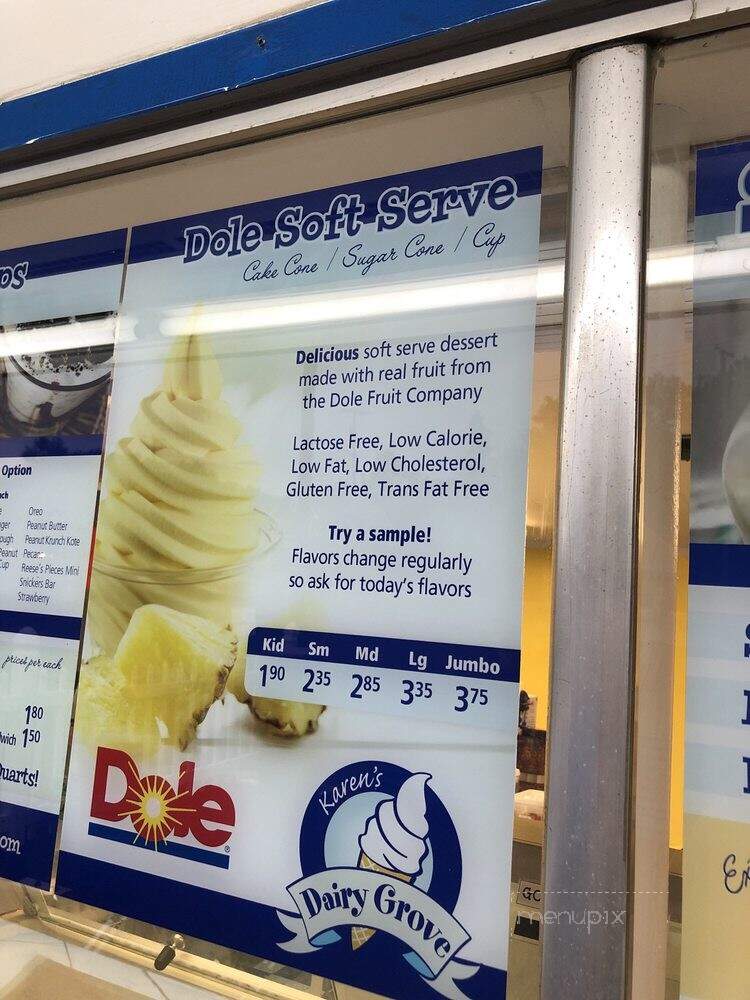 Dole Soft Serve
Cake Cone / Sugar Cone / Cup
Delicious soft serve dessert
made with real fruit from
the Dole Fruit Company
Lactose Free, Low Calorie,
Low Fat, Low Cholesterol,
Gluten Free, Trans Fat Free
Try a sample!
Flavors change regularly
so ask for today's flavors
Kid Sm Md Lg Jumbo
190 235 285 335 375
Dole
Karen's
Dairy Grove
Option
Oreo
Peanut Butter
Peanut Krunch Kote
Reese's Pieces Mini
Snickers Bar
Strawberry
prices per each
180
150
GC
menupix